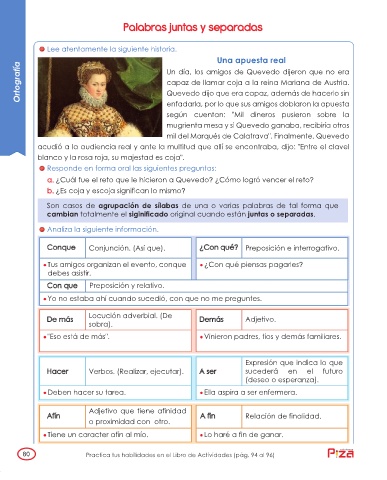 Palabras juntas y separadas
Ortografía
Lee atentamente la siguiente historia.
Una apuesta real
Un día, los amigos de Quevedo dijeron que no era
capaz de llamar coja a la reina Mariana de Austria.
Quevedo dijo que era capaz, además de hacerlo sin
enfadarla, por lo que sus amigos doblaron la apuesta
según cuentan: "Mil dineros pusieron sobre la
mugrienta mesa y si Quevedo ganaba, recibiría otros
mil del Marqués de Calatrava". Finalmente, Quevedo
acudió a la audiencia real y ante la multitud que allí se encontraba, dijo: "Entre el clavel
blanco y la rosa roja, su majestad es coja".
Responde en forma oral las siguientes preguntas:
a. ¿Cuál fue el reto que le hicieron a Quevedo? ¿Cómo logró vencer el reto?
b. ¿Es coja y escoja significan lo mismo?
Son casos de agrupación de sílabas de una o varias palabras de tal forma que
cambian totalmente el siginificado original cuando están juntas o separadas.
Analiza la siguiente información.
Conque Conjunción. (Así que). ¿Con qué? Preposición e interrogativo.
• Tus amigos organizan el evento, conque
debes asistir.
• ¿Con qué piensas pagarles?
Con que Preposición y relativo.
• Yo no estaba ahí cuando sucedió, con que no me preguntes.
De más Locución adverbial. (De
sobra).
Demás Adjetivo.
• "Eso está de más".
• Vinieron padres, tíos y demás familiares.
Hacer Verbos. (Realizar, ejecutar).
A ser Expresión que indica lo que
sucederá en el futuro
(deseo o esperanza).
• Deben hacer su tarea.
• Ella aspira a ser enfermera.
Afín Adjetivo que tiene afinidad
o proximidad con otro.
A fin Relación de finalidad.
• Tiene un caracter afín al mío.
• Lo haré a fin de ganar.
80 Practica tus habilidades en el Libro de Actividades (pág. 94 al 96)